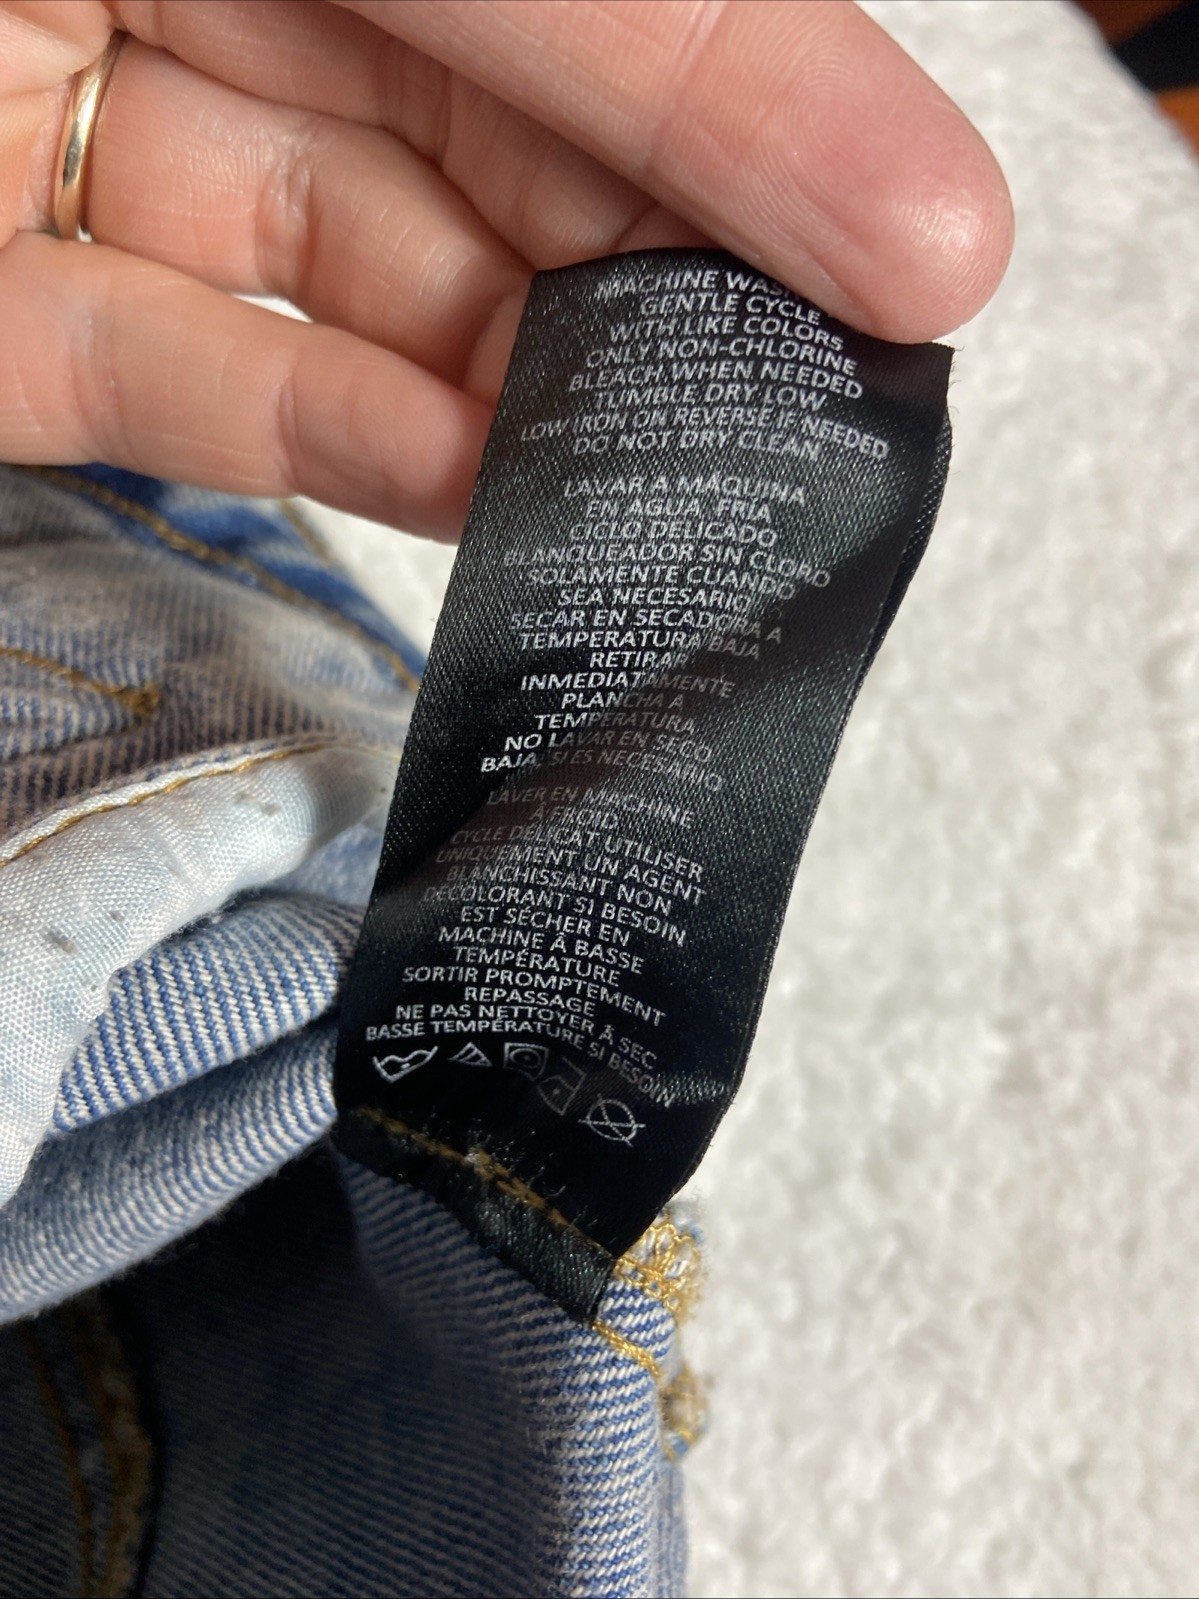 MACHINE WASH
GENTLE CYCLE
WITH LIKE COLORS
ONLY NON-CHLORINE
BLEACH WHEN NEEDED
TUMBLE DRY LOW
LOW IRON ON REVERSE IF NEEDED
DO NOT DRY CLEAN
LAVAR A MÁQUINA
EN AGUA FRIA
CICLO DELICADO
BLANQUEADOR SIN CLORO
SOLAMENTE CUANDO
SEA NECESARIO
SECAR EN SECADORA A
TEMPERATURA BAJA
RETIRAR
INMEDIATAMENTE
PLANCHA A
TEMPERATURA
NO LAVAR EN SECO
BAJA, SI ES NECESARIO
LAVER EN MACHINE
À FROID
CYCLE DÉLICAT UTILISER
UNIQUEMENT UN AGENT
BLANCHISSANT NON
DÉCOLORANT SI BESOIN
EST SÉCHER EN
MACHINE À BASSE
TEMPÉRATURE
SORTIR PROMPTEMENT
REPASSAGE
NE PAS NETTOYER À SEC
BASSE TEMPÉRATURE SI BESOIN